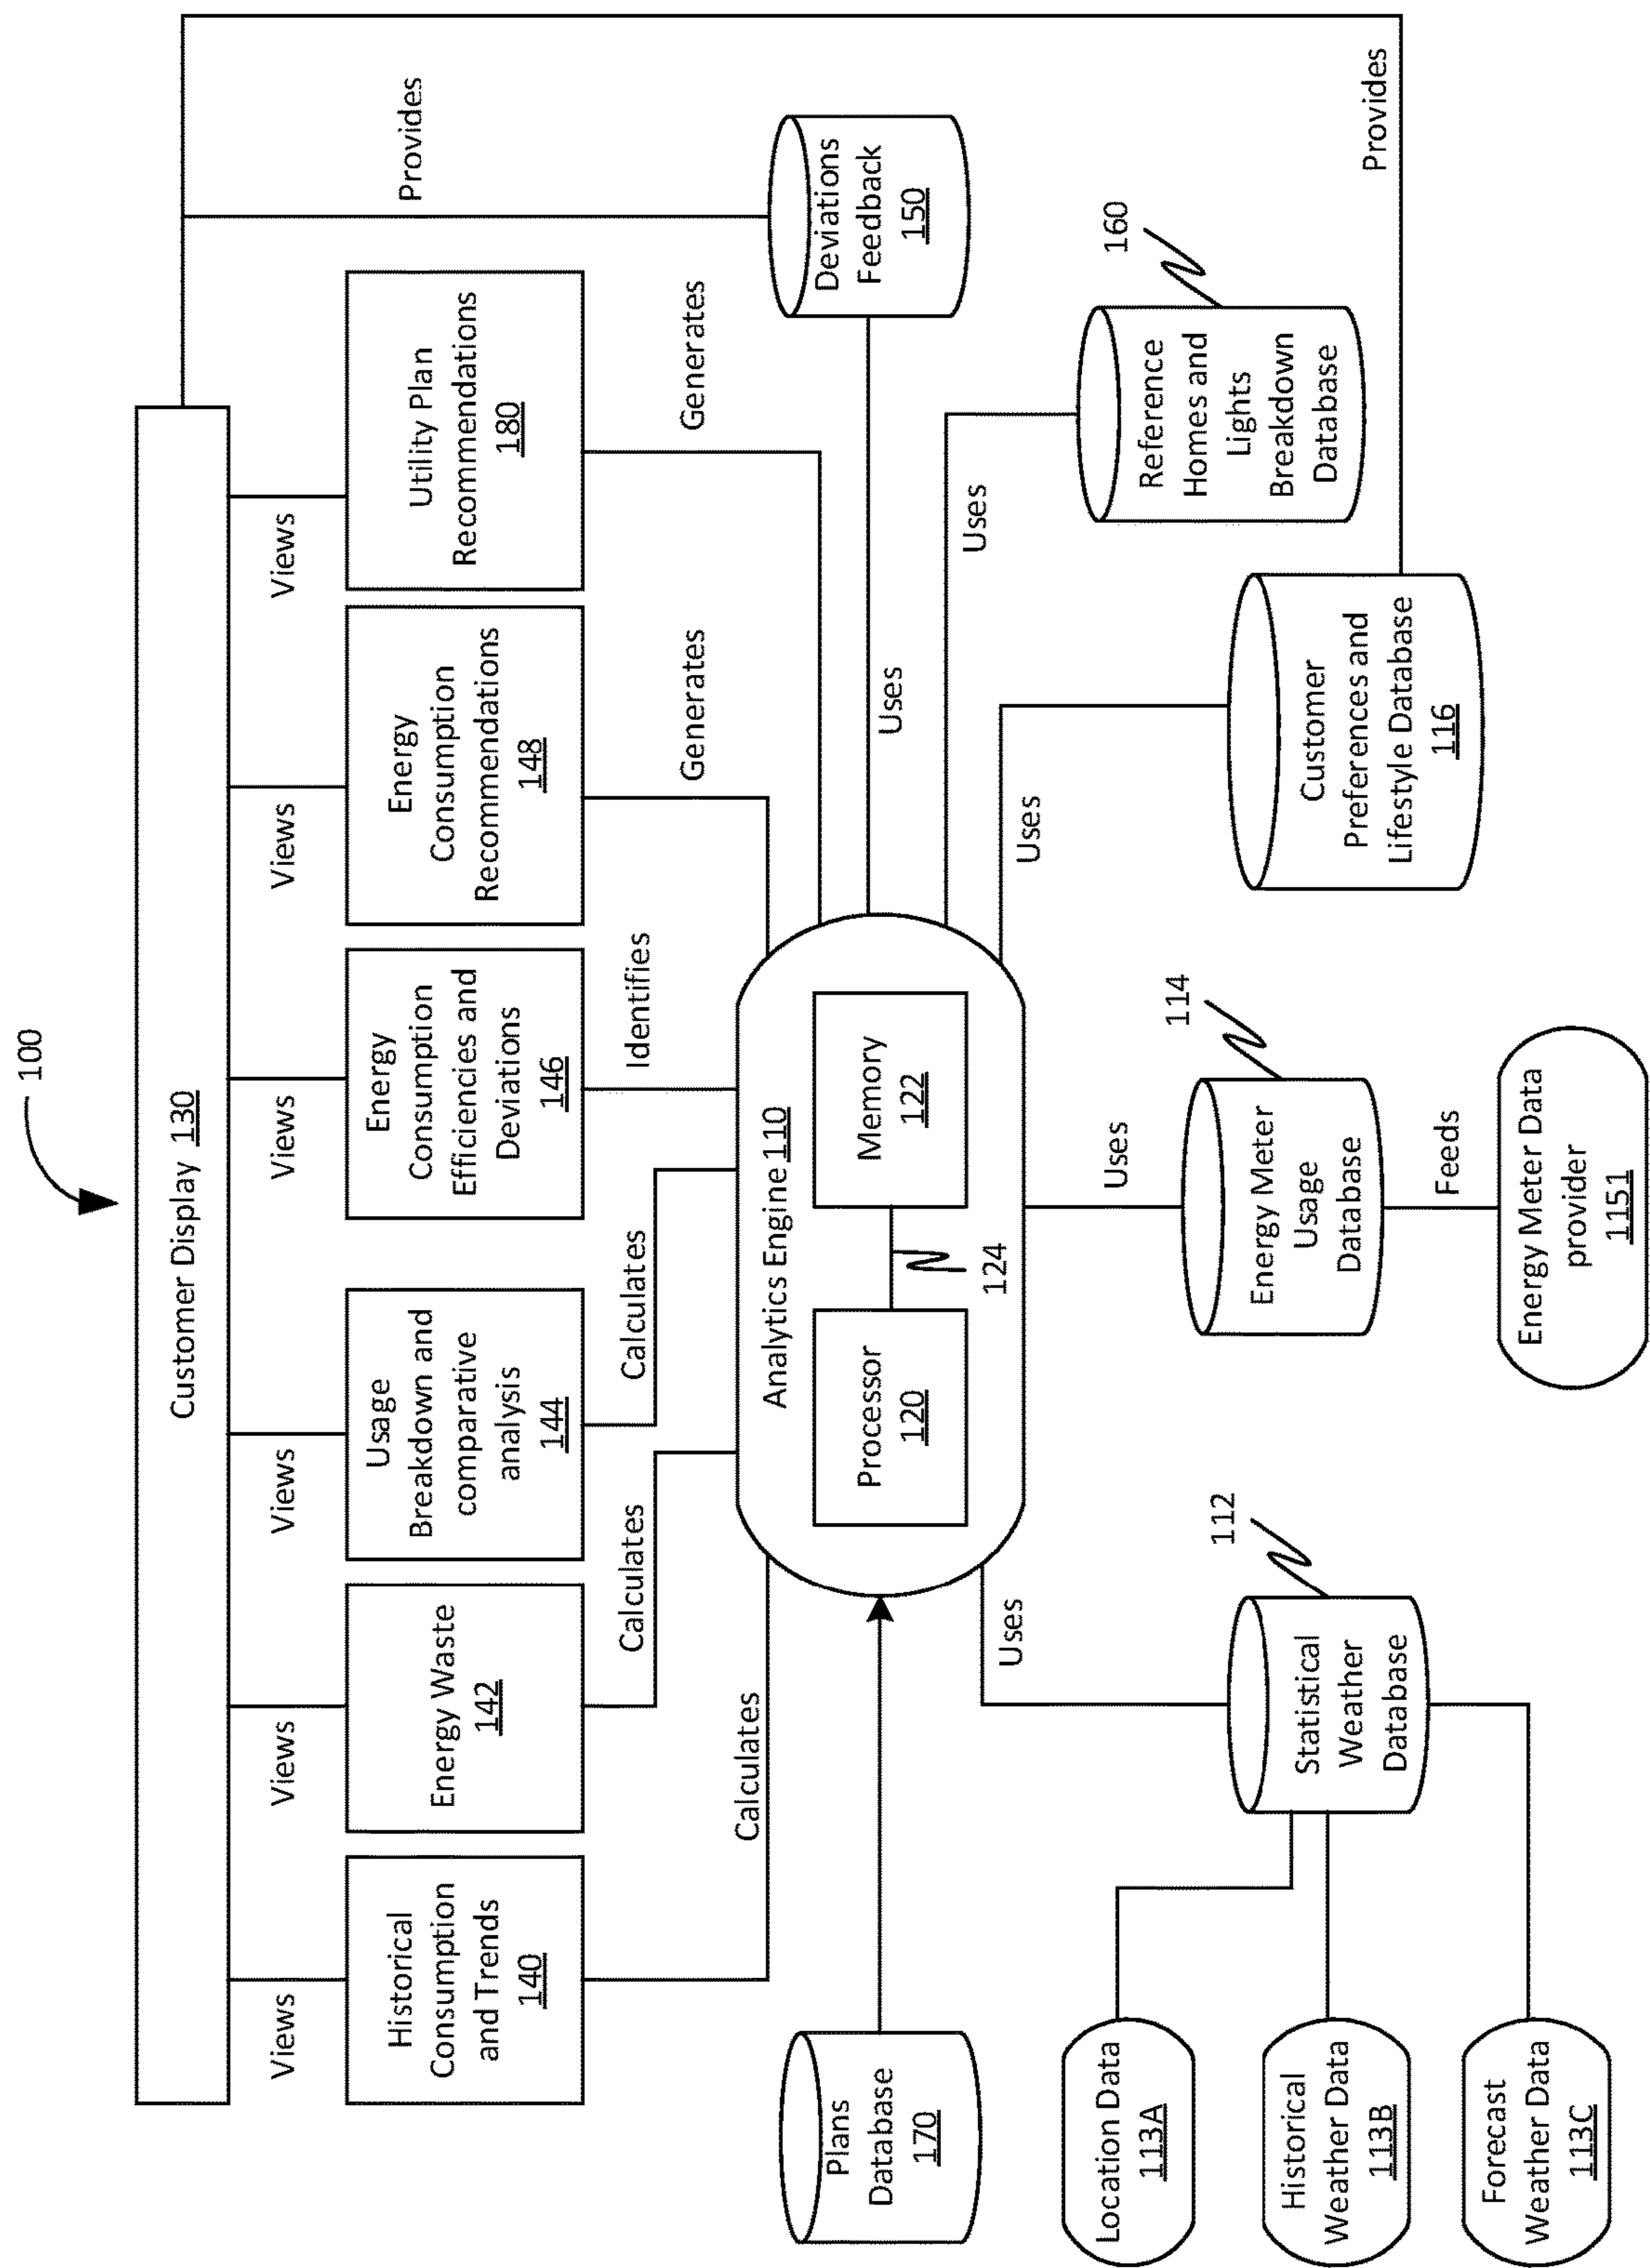 100
Customer Display 130
Views
Views
Views
Views
Views
Views
Provides
Historical
Consumption
and Trends
140
Energy Waste
142
Usage
Breakdown and
comparative
analysis
144
Energy
Consumption
Efficiencies and
Deviations
146
Energy
Consumption
Recommendations
148
Utility Plan
Recommendations
180
Calculates
Calculates
Calculates
Identifies
Generates
Generates
Plans
Database
170
Analytics Engine 110
Processor
120
Memory
122
124
Deviations
Feedback
150
Uses
Uses
Uses
Uses
Uses
160
Reference
Homes and
Lights
Breakdown
Database
Location Data
113A
Historical
Weather Data
113B
Forecast
Weather Data
113C
112
Statistical
Weather
Database
114
Energy Meter
Usage
Database
Feeds
Energy Meter Data
provider
1151
Customer
Preferences and
Lifestyle Database
116
Provides